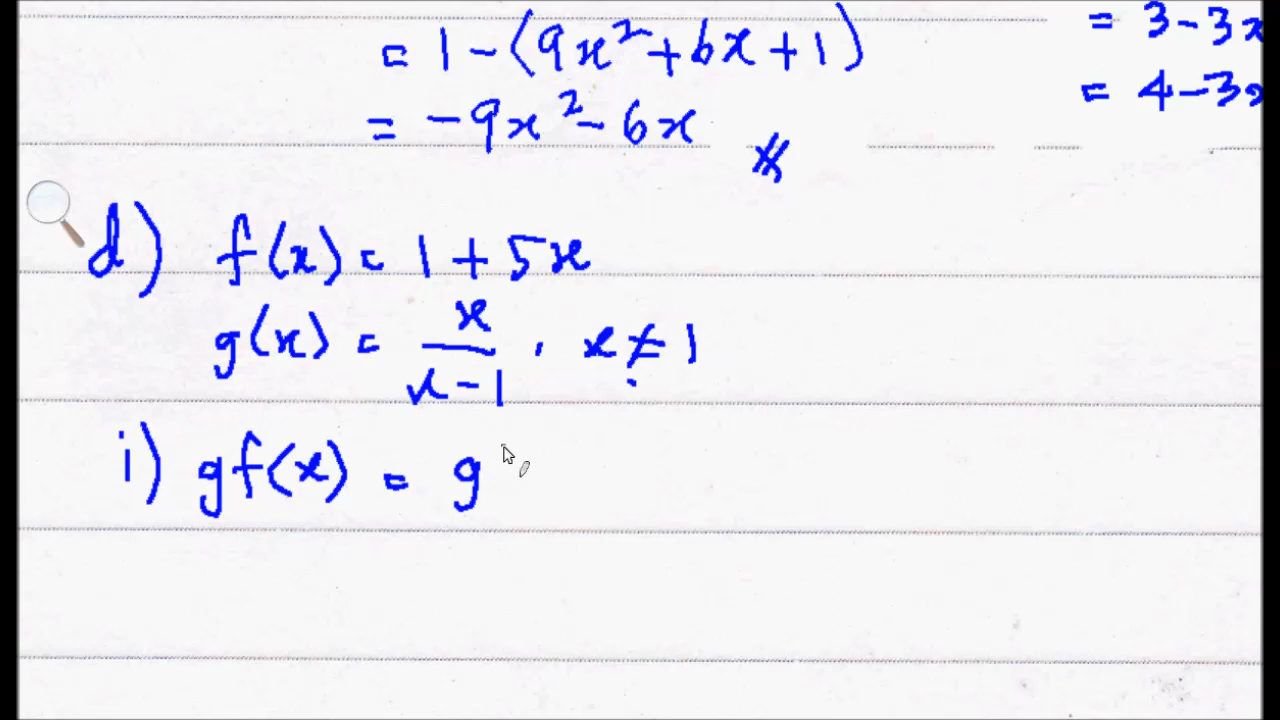 = 1 - (9x² + 6x + 1)
= -9x² - 6x
= 3 - 3x
= 4 - 3x
d) f(x) = 1 + 5x
g(x) = x/(x - 1) , x ≠ 1
i) gf(x) = g